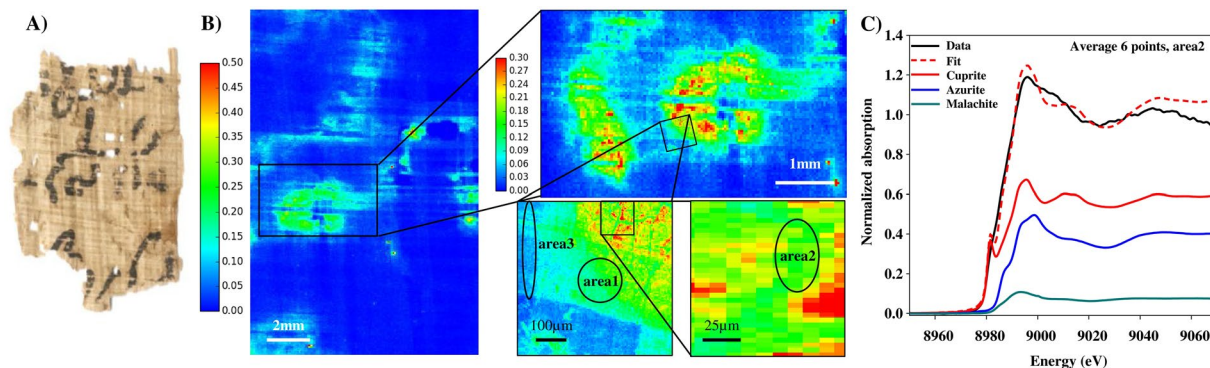 A)
B)
0.50
0.45
0.40
0.35
0.30
0.25
0.20
0.15
0.10
0.05
0.00
2mm
0.30
0.27
0.24
0.21
0.18
0.15
0.12
0.09
0.06
0.03
0.00
1mm
area3
area1
100µm
area2
25µm
C)
1.4
1.2
1.0
0.8
0.6
0.4
0.2
0.0
Normalized absorption
Data
Fit
Cuprite
Azurite
Malachite
Average 6 points, area2
8960 8980 9000 9020 9040 9060
Energy (eV)